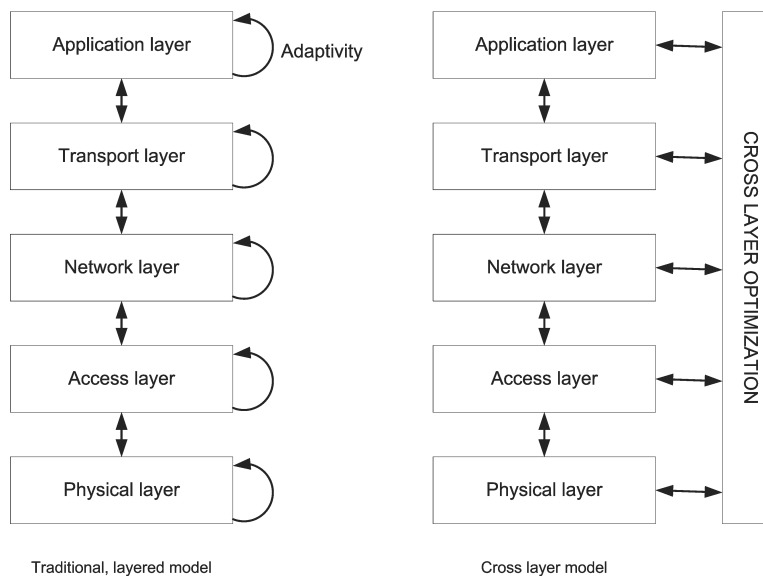 Application layer
Adaptivity
Transport layer
Network layer
Access layer
Physical layer
Traditional, layered model
Application layer
Transport layer
Network layer
Access layer
Physical layer
CROSS LAYER OPTIMIZATION
Cross layer model